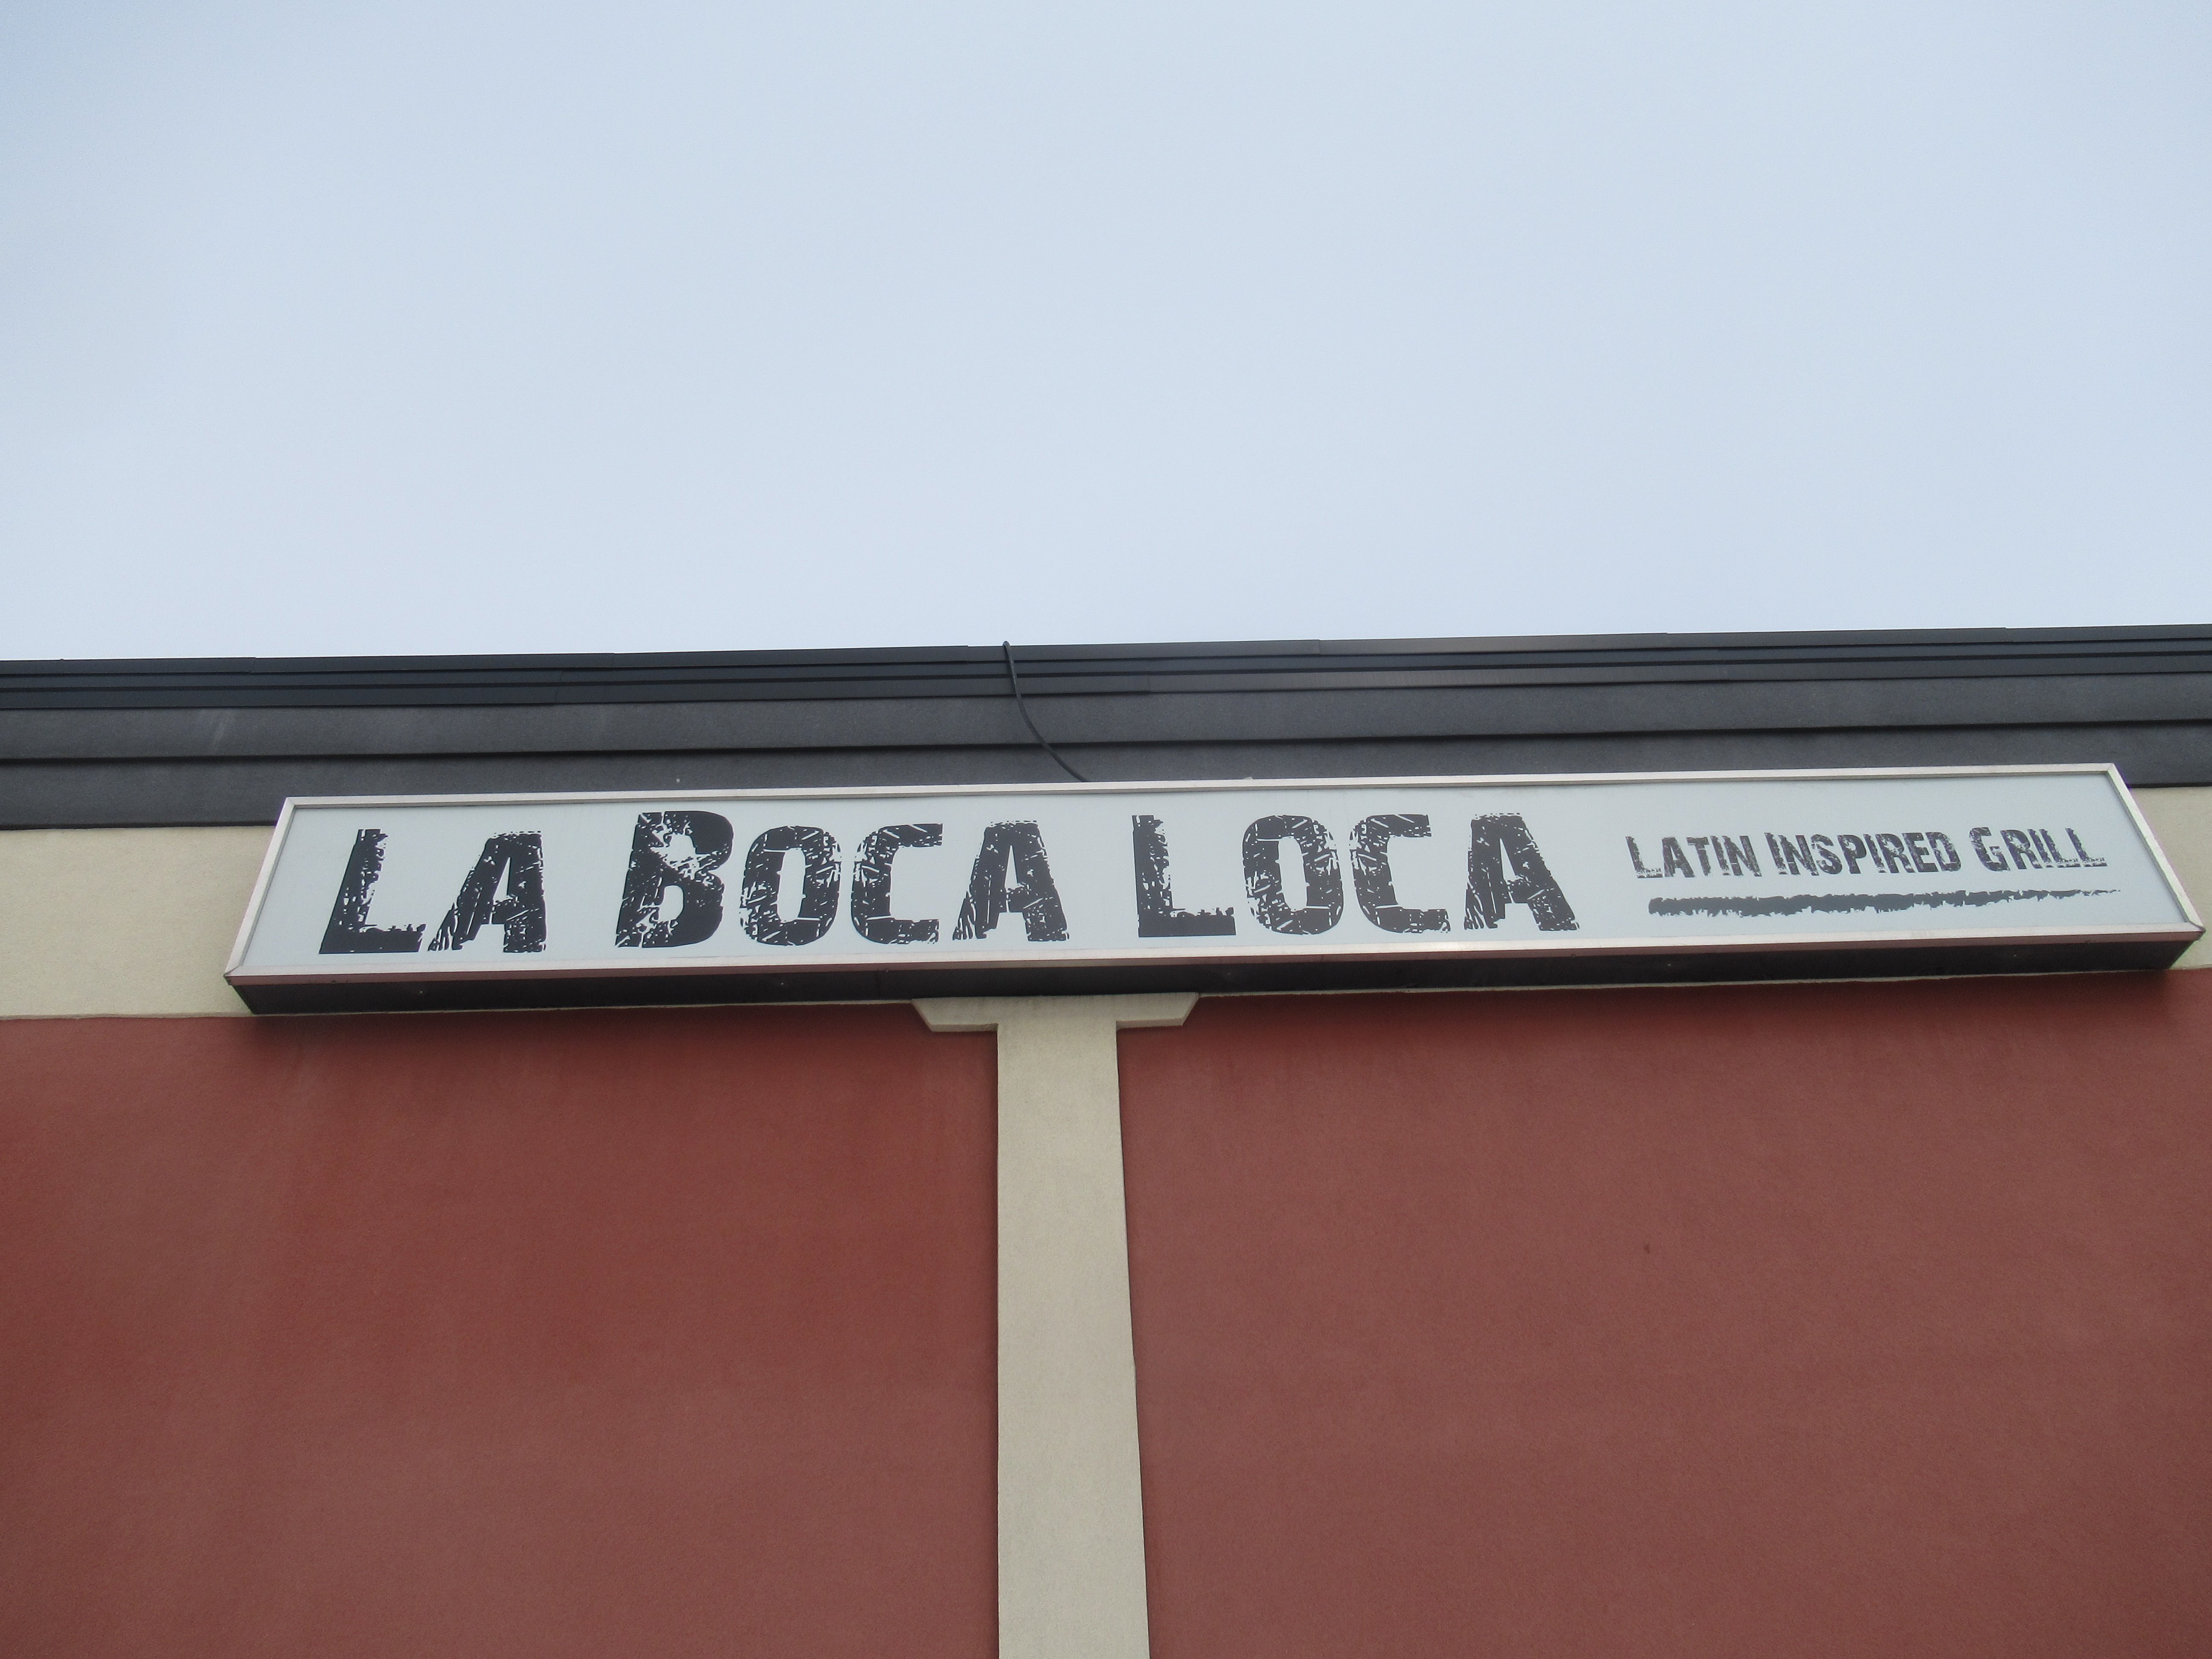 LA BOCA LOCA
LATIN INSPIRED GRILL